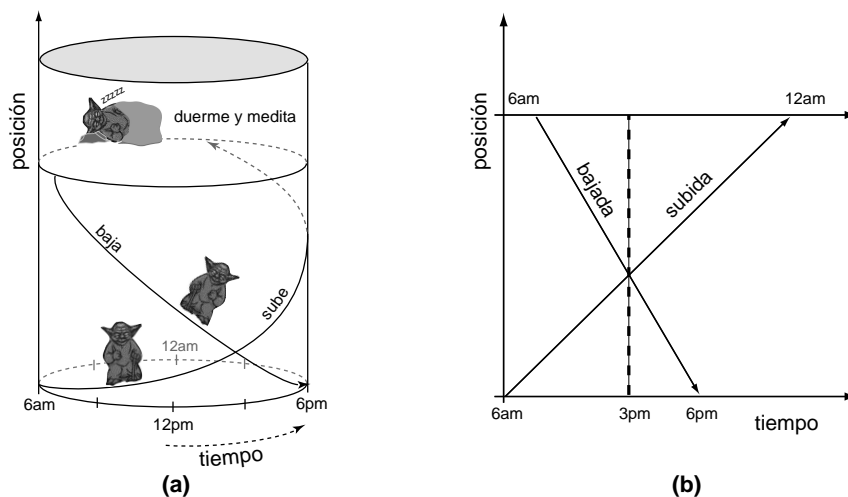 posición
zzzzz
duerme y medita
baja
sube
12am
6am
6pm
12pm
tiempo
(a)
posición
6am
12am
bajada
subida
6am
3pm
6pm
tiempo
(b)